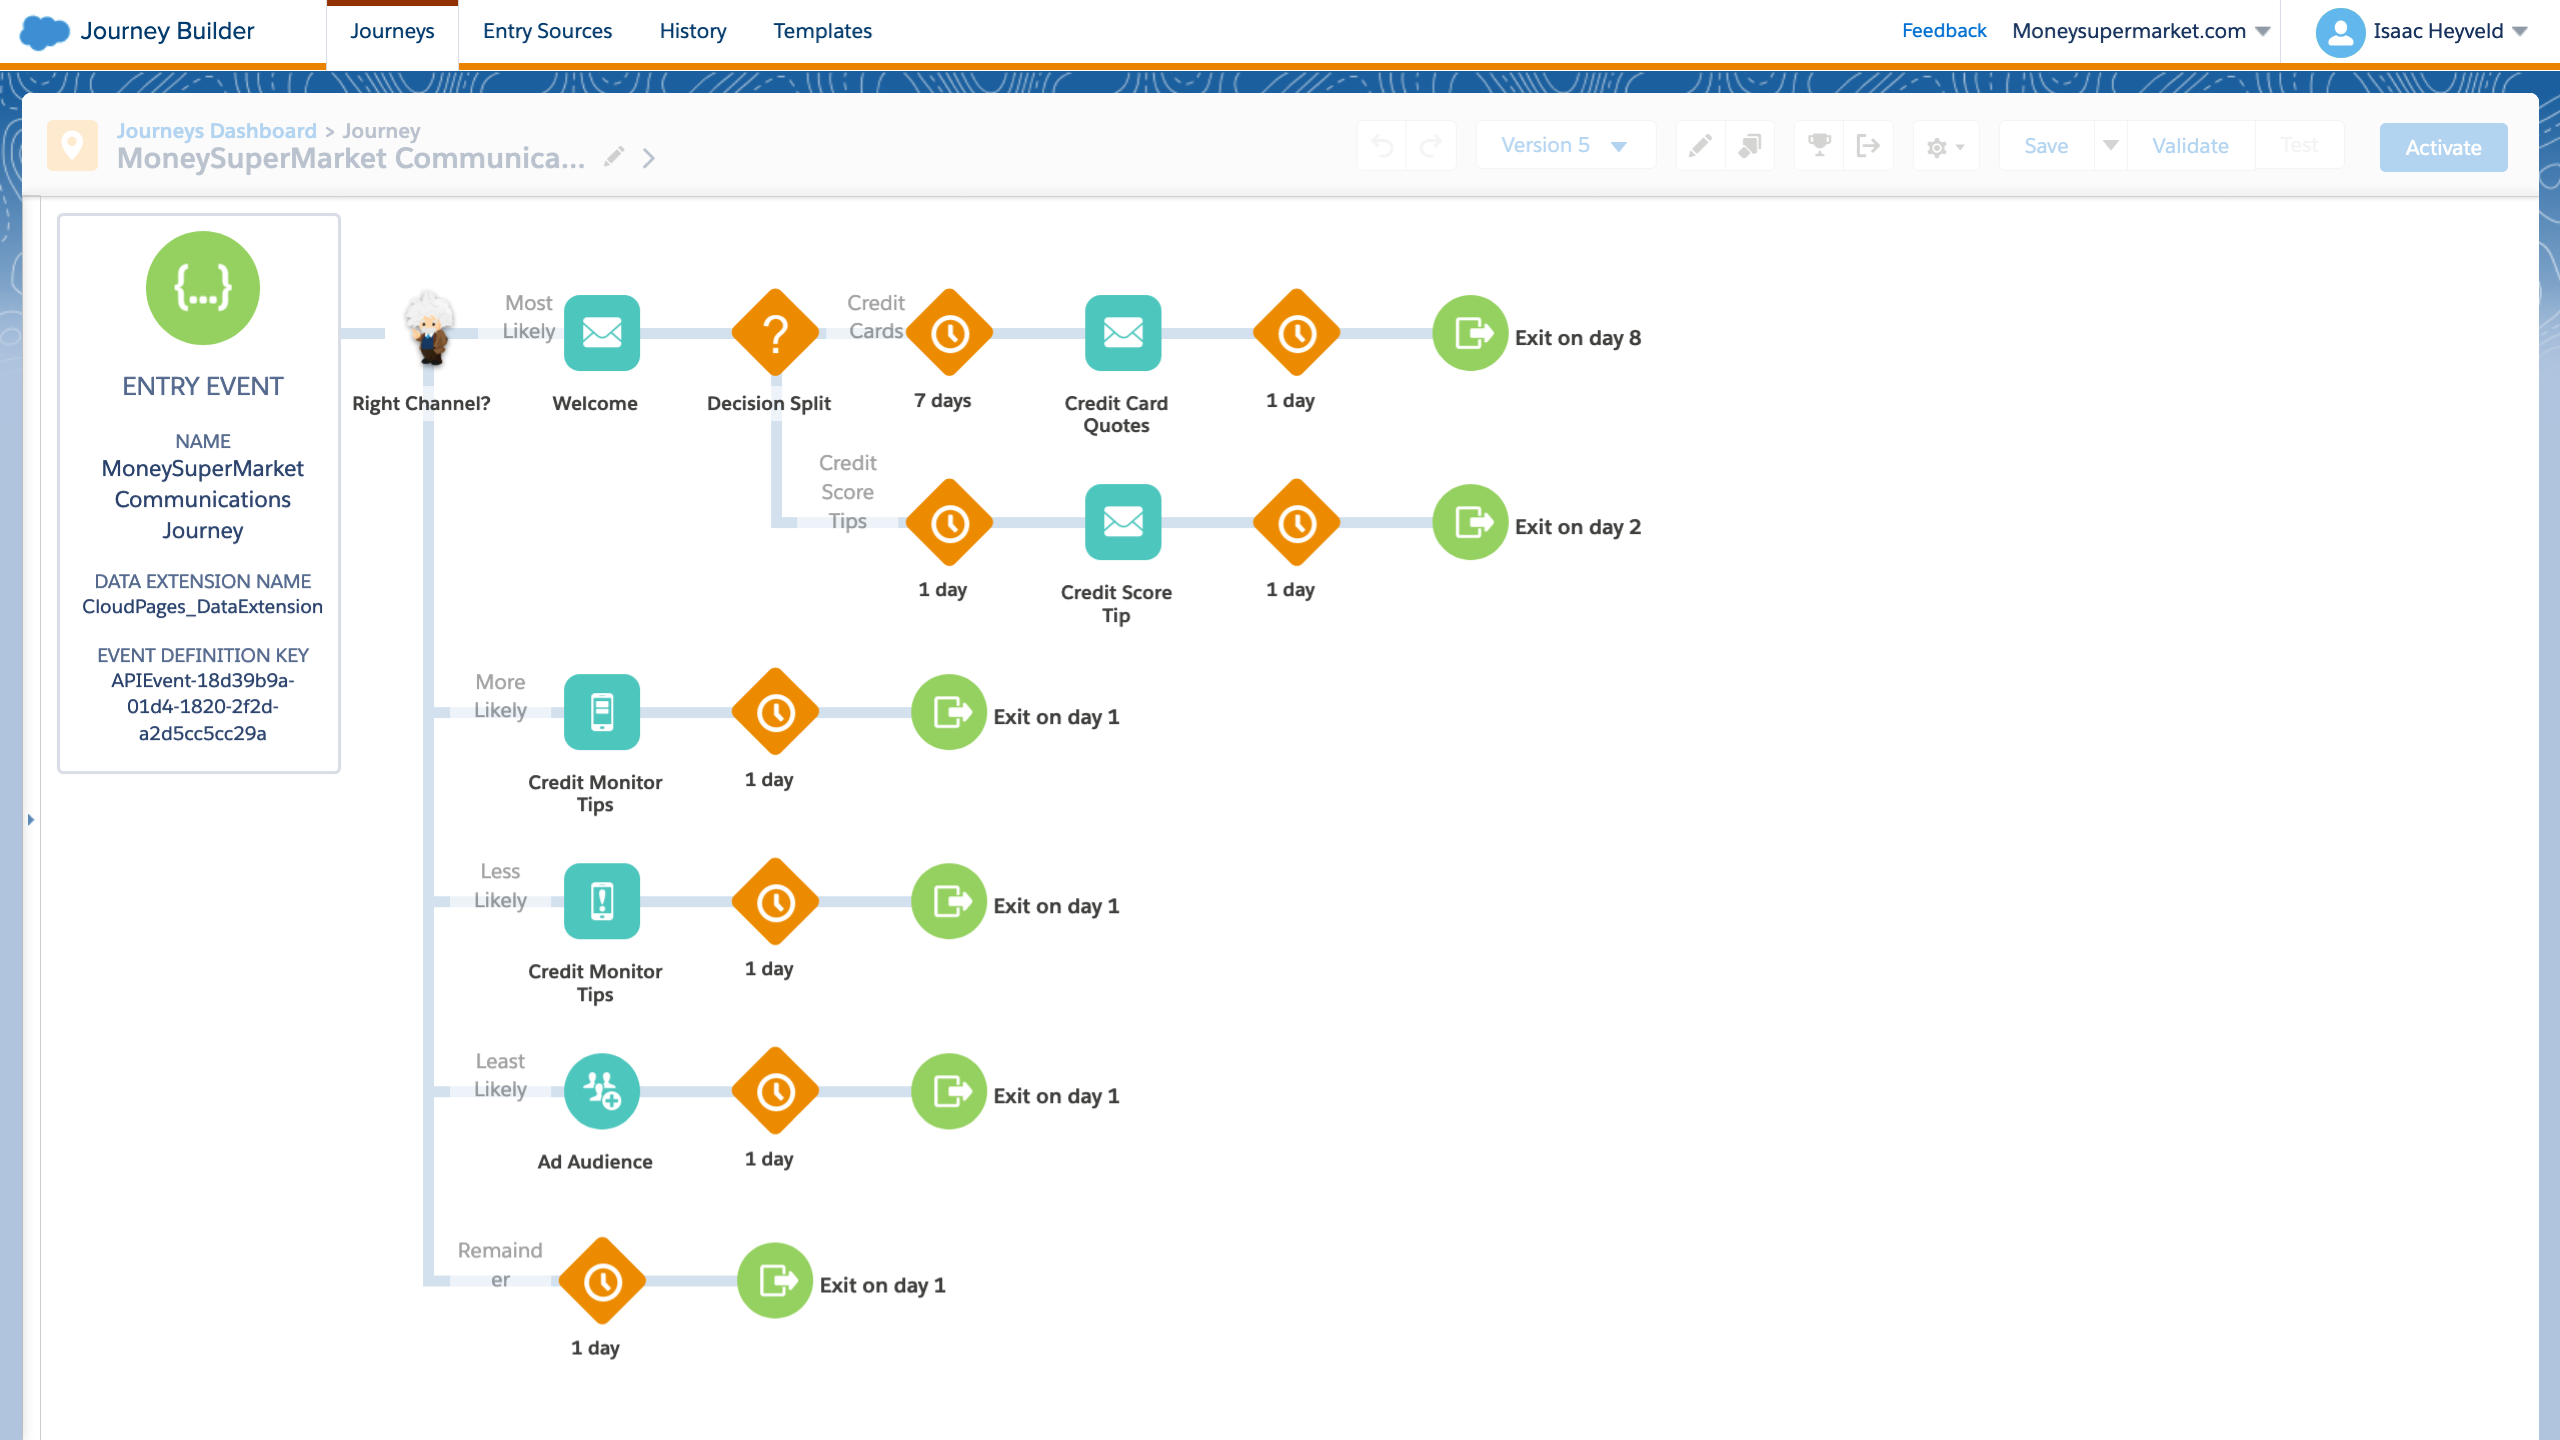 Journey Builder
Journeys
Entry Sources
History
Templates
Feedback
Moneysupermarket.com
Isaac Heyveld
Journeys Dashboard > Journey
MoneySuperMarket Communica...
Version 5
Save
Validate
Test
Activate
{...}
ENTRY EVENT
NAME
MoneySuperMarket
Communications
Journey
DATA EXTENSION NAME
CloudPages_DataExtension
EVENT DEFINITION KEY
APIEvent-18d39b9a-
01d4-1820-2f2d-
a2d5cc5cc29a
Right Channel?
Most
Likely
Welcome
?
Decision Split
Credit
Cards
7 days
Credit Card
Quotes
1 day
Exit on day 8
Credit
Score
Tips
1 day
Credit Score
Tip
1 day
Exit on day 2
More
Likely
Credit Monitor
Tips
1 day
Exit on day 1
Less
Likely
Credit Monitor
Tips
1 day
Exit on day 1
Least
Likely
Ad Audience
1 day
Exit on day 1
Remaind
er
1 day
Exit on day 1